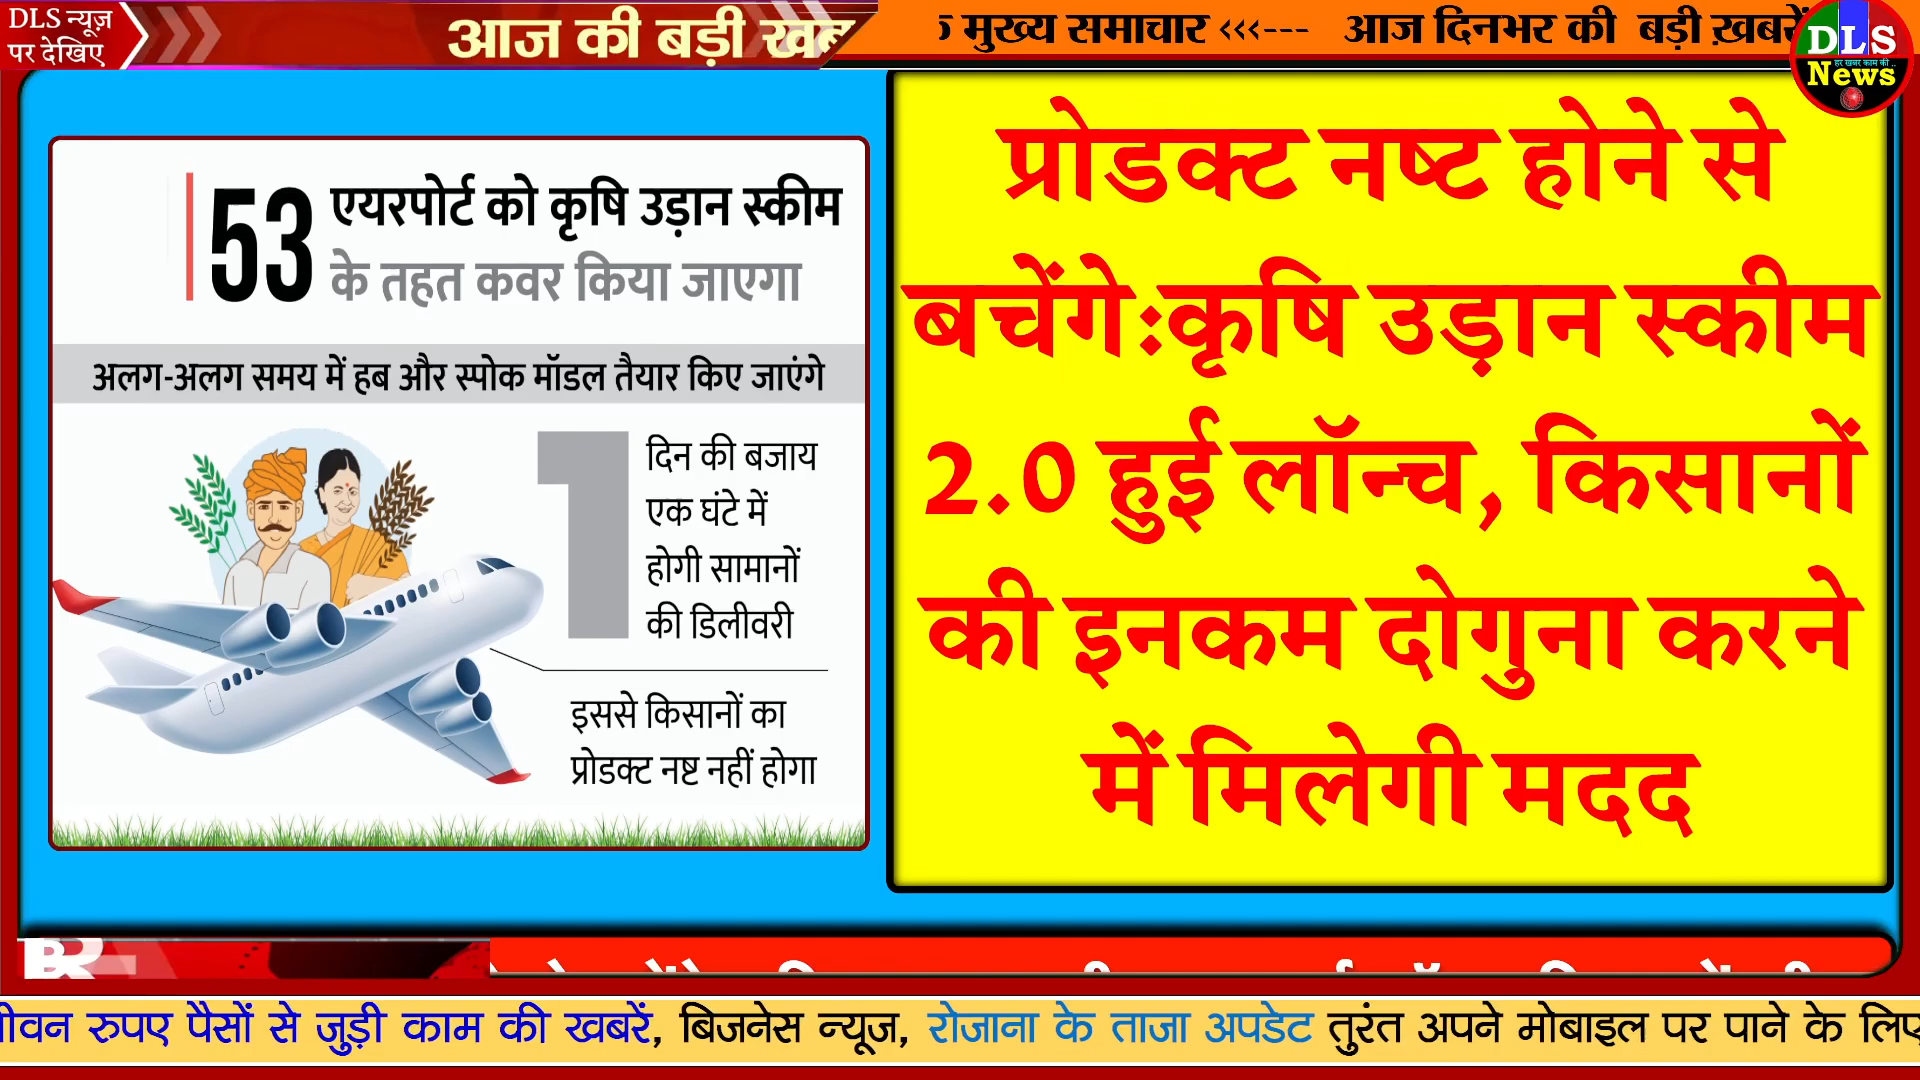 DLS न्यूज़
पर देखिए
आज की बड़ी
मुख्य समाचार ‹‹‹--- आज दिनभर की बड़ी ख़बरें
DLS
हर खबर काम की..
News
53 एयरपोर्ट को कृषि उड़ान स्कीम
के तहत कवर किया जाएगा
अलग-अलग समय में हब और स्पोक मॉडल तैयार किए जाएंगे
1 दिन की बजाय
एक घंटे में
होगी सामानों
की डिलीवरी
इससे किसानों का
प्रोडक्ट नष्ट नहीं होगा
प्रोडक्ट नष्ट होने से
बचेंगे:कृषि उड़ान स्कीम
2.0 हुई लॉन्च, किसानों
की इनकम दोगुना करने
में मिलेगी मदद
रुपए पैसों से जुड़ी काम की खबरें, बिजनेस न्यूज, रोजाना के ताजा अपडेट तुरंत अपने मोबाइल पर पाने के लिए